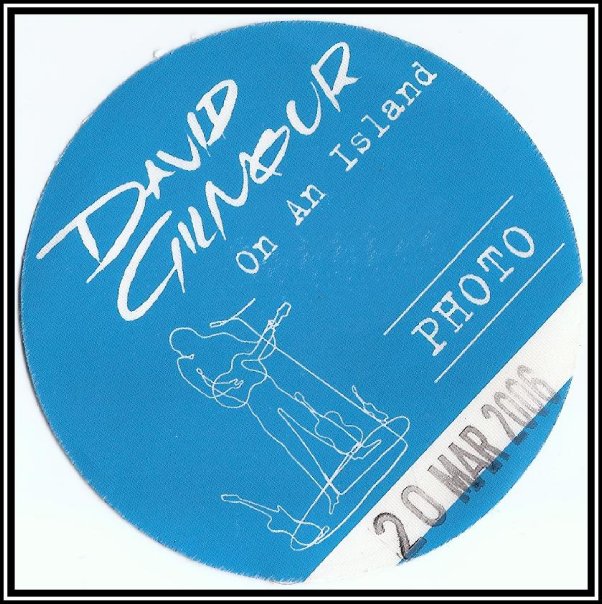 DAVID
GILMOUR
On An Island
PHOTO
20 MAR 2006